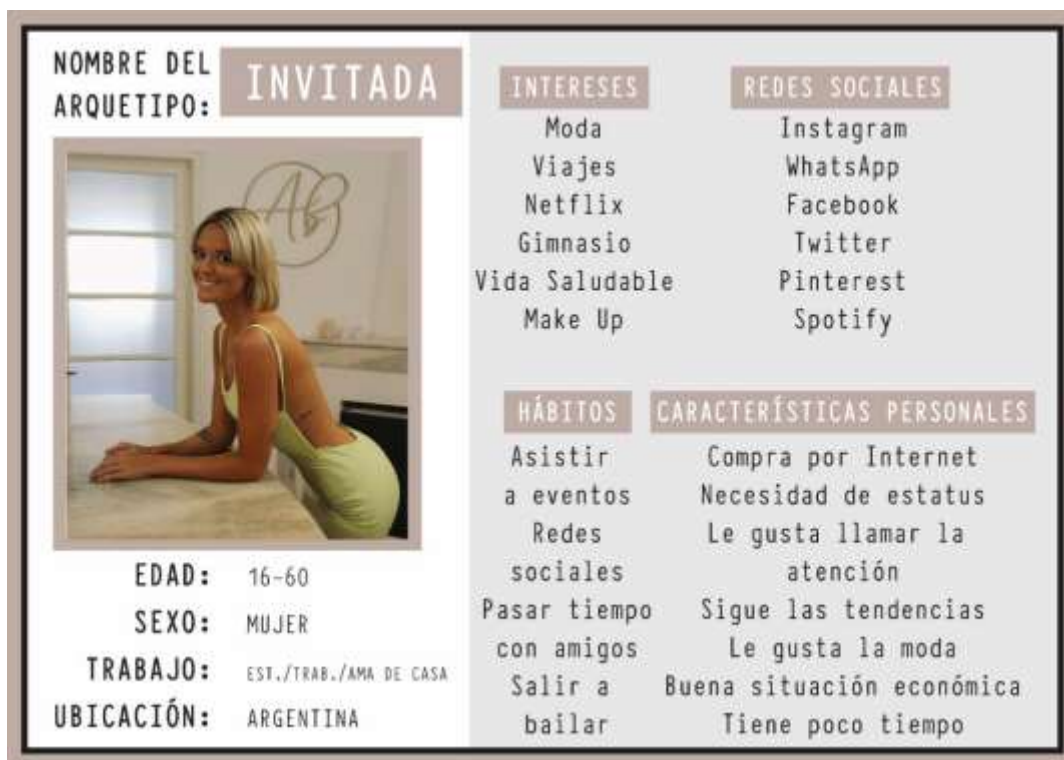 NOMBRE DEL
ARQUETIPO:
INVITADA
Ab
EDAD: 16-60
SEXO: MUJER
TRABAJO: EST./TRAB./AMA DE CASA
UBICACIÓN: ARGENTINA
INTERESES
Moda
Viajes
Netflix
Gimnasio
Vida Saludable
Make Up
REDES SOCIALES
Instagram
WhatsApp
Facebook
Twitter
Pinterest
Spotify
HÁBITOS
Asistir
a eventos
Redes
sociales
Pasar tiempo
con amigos
Salir a
bailar
CARACTERÍSTICAS PERSONALES
Compra por Internet
Necesidad de estatus
Le gusta llamar la
atención
Sigue las tendencias
Le gusta la moda
Buena situación económica
Tiene poco tiempo